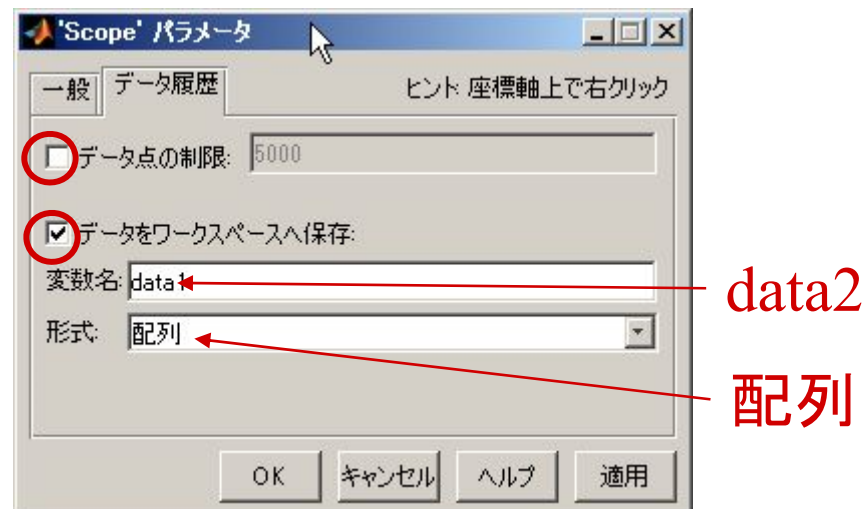 'Scope' パラメータ
一般 データ履歴 ヒント: 座標軸上で右クリック
データ点の制限: 5000
データをワークスペースへ保存:
変数名: data1
data2
形式: 配列
配列
OK キャンセル ヘルプ 適用